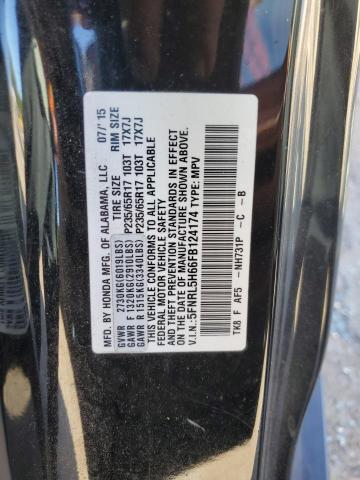 MFD. BY HONDA MFG. OF ALABAMA, LLC 07/'15
TIRE SIZE RIM SIZE
GVWR 2730KG(6019LBS)
GAWR F 1320KG(2910LBS) P235/65R17 103T 17X7J
GAWR R 1515KG(3340LBS) P235/65R17 103T 17X7J
THIS VEHICLE CONFORMS TO ALL APPLICABLE
FEDERAL MOTOR VEHICLE SAFETY
AND THEFT PREVENTION STANDARDS IN EFFECT
ON THE DATE OF MANUFACTURE SHOWN ABOVE.
V.I.N.:5FNRL5H66FB124174 TYPE:MPV
TK8 F AF5 -NH731P -C -B